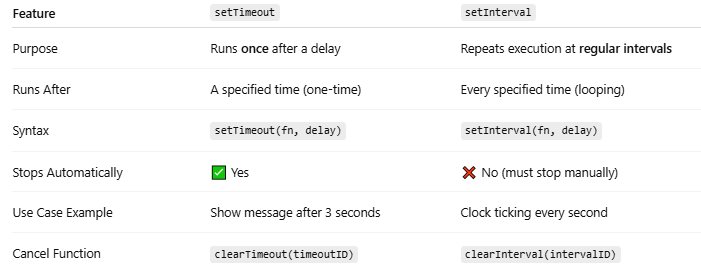 Feature setTimeout setInterval
Purpose Runs once after a delay Repeats execution at regular intervals
Runs After A specified time (one-time) Every specified time (looping)
Syntax setTimeout(fn, delay) setInterval(fn, delay)
Stops Automatically ✅ Yes ❌ No (must stop manually)
Use Case Example Show message after 3 seconds Clock ticking every second
Cancel Function clearTimeout(timeoutID) clearInterval(intervalID)